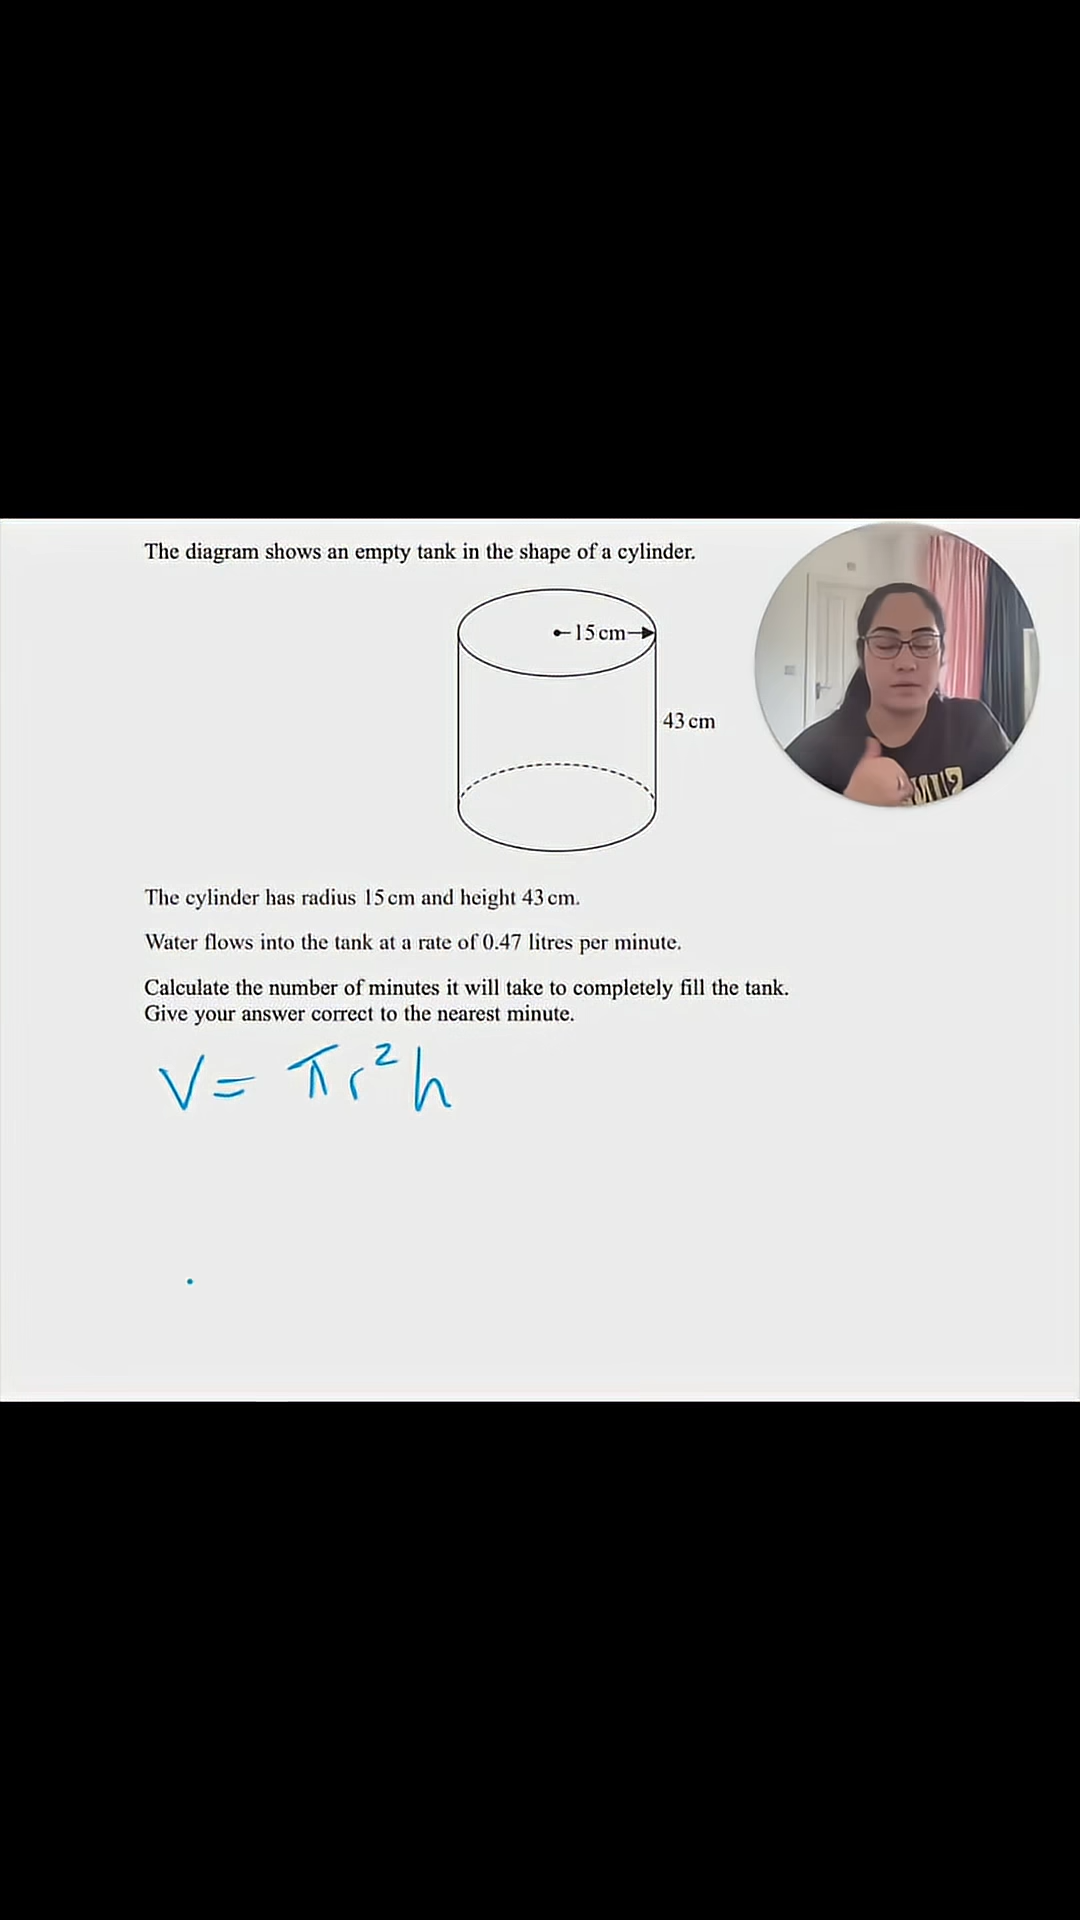 The diagram shows an empty tank in the shape of a cylinder.
15 cm
43 cm
The cylinder has radius 15 cm and height 43 cm.
Water flows into the tank at a rate of 0.47 litres per minute.
Calculate the number of minutes it will take to completely fill the tank.
Give your answer correct to the nearest minute.
V = πr²h